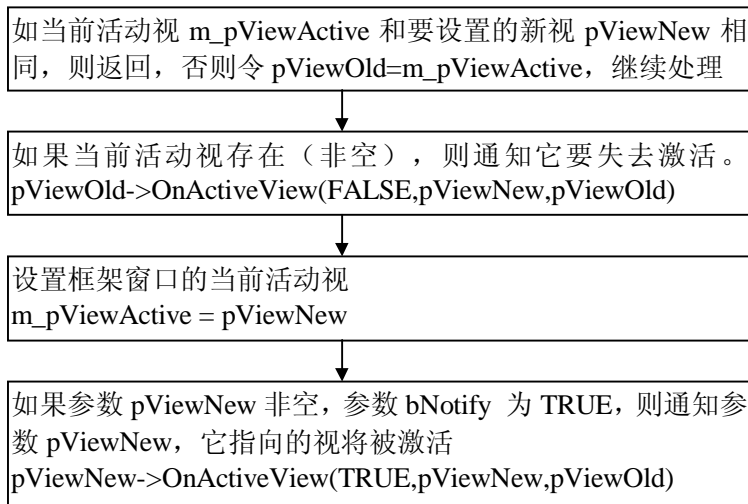 如当前活动视 m_pViewActive 和要设置的新视 pViewNew 相
同，则返回，否则令 pViewOld=m_pViewActive，继续处理
如果当前活动视存在（非空），则通知它要失去激活。
pViewOld->OnActiveView(FALSE,pViewNew,pViewOld)
设置框架窗口的当前活动视
m_pViewActive = pViewNew
如果参数 pViewNew 非空，参数 bNotify 为 TRUE，则通知参
数 pViewNew，它指向的视将被激活
pViewNew->OnActiveView(TRUE,pViewNew,pViewOld)